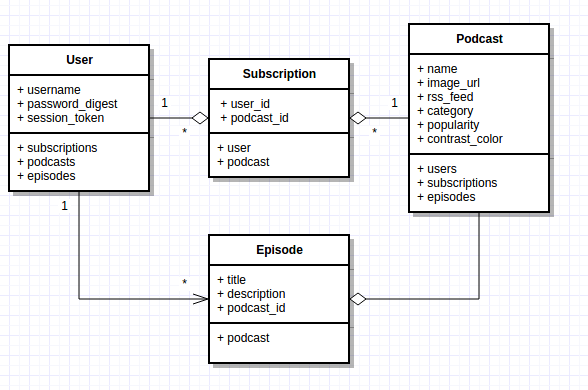 User
+ username
+ password_digest
+ session_token
+ subscriptions
+ podcasts
+ episodes
1
*
Subscription
+ user_id
+ podcast_id
+ user
+ podcast
1
*
Podcast
+ name
+ image_url
+ rss_feed
+ category
+ popularity
+ contrast_color
+ users
+ subscriptions
+ episodes
1
*
Episode
+ title
+ description
+ podcast_id
+ podcast